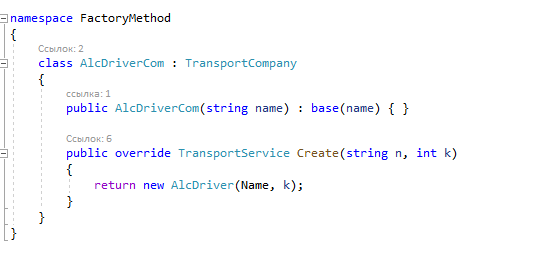 namespace FactoryMethod
{
Ссылок: 2
class AlcDriverCom : TransportCompany
{
ссылка: 1
public AlcDriverCom(string name) : base(name) { }
Ссылок: 6
public override TransportService Create(string n, int k)
{
return new AlcDriver(Name, k);
}
}
}